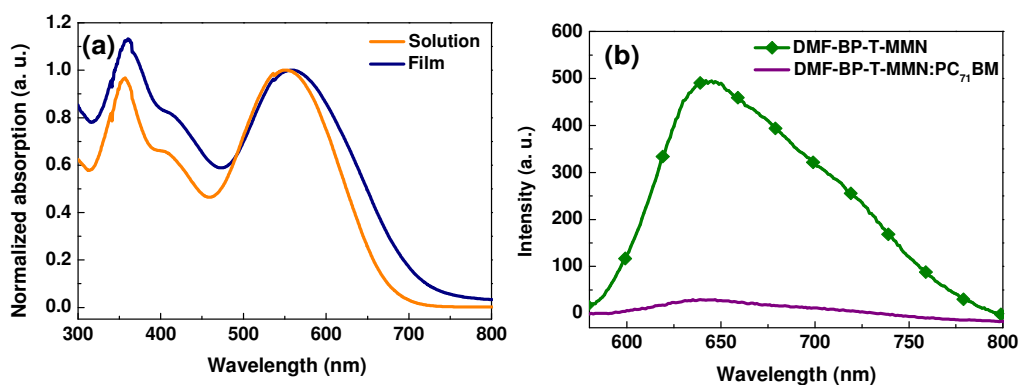 (a)
Solution
Film
Normalized absorption (a. u.)
1.2
1.0
0.8
0.6
0.4
0.2
0.0
300 400 500 600 700 800
Wavelength (nm)
(b)
DMF-BP-T-MMN
DMF-BP-T-MMN:PC₇₁BM
Intensity (a. u.)
600
500
400
300
200
100
0
600 650 700 750 800
Wavelength (nm)